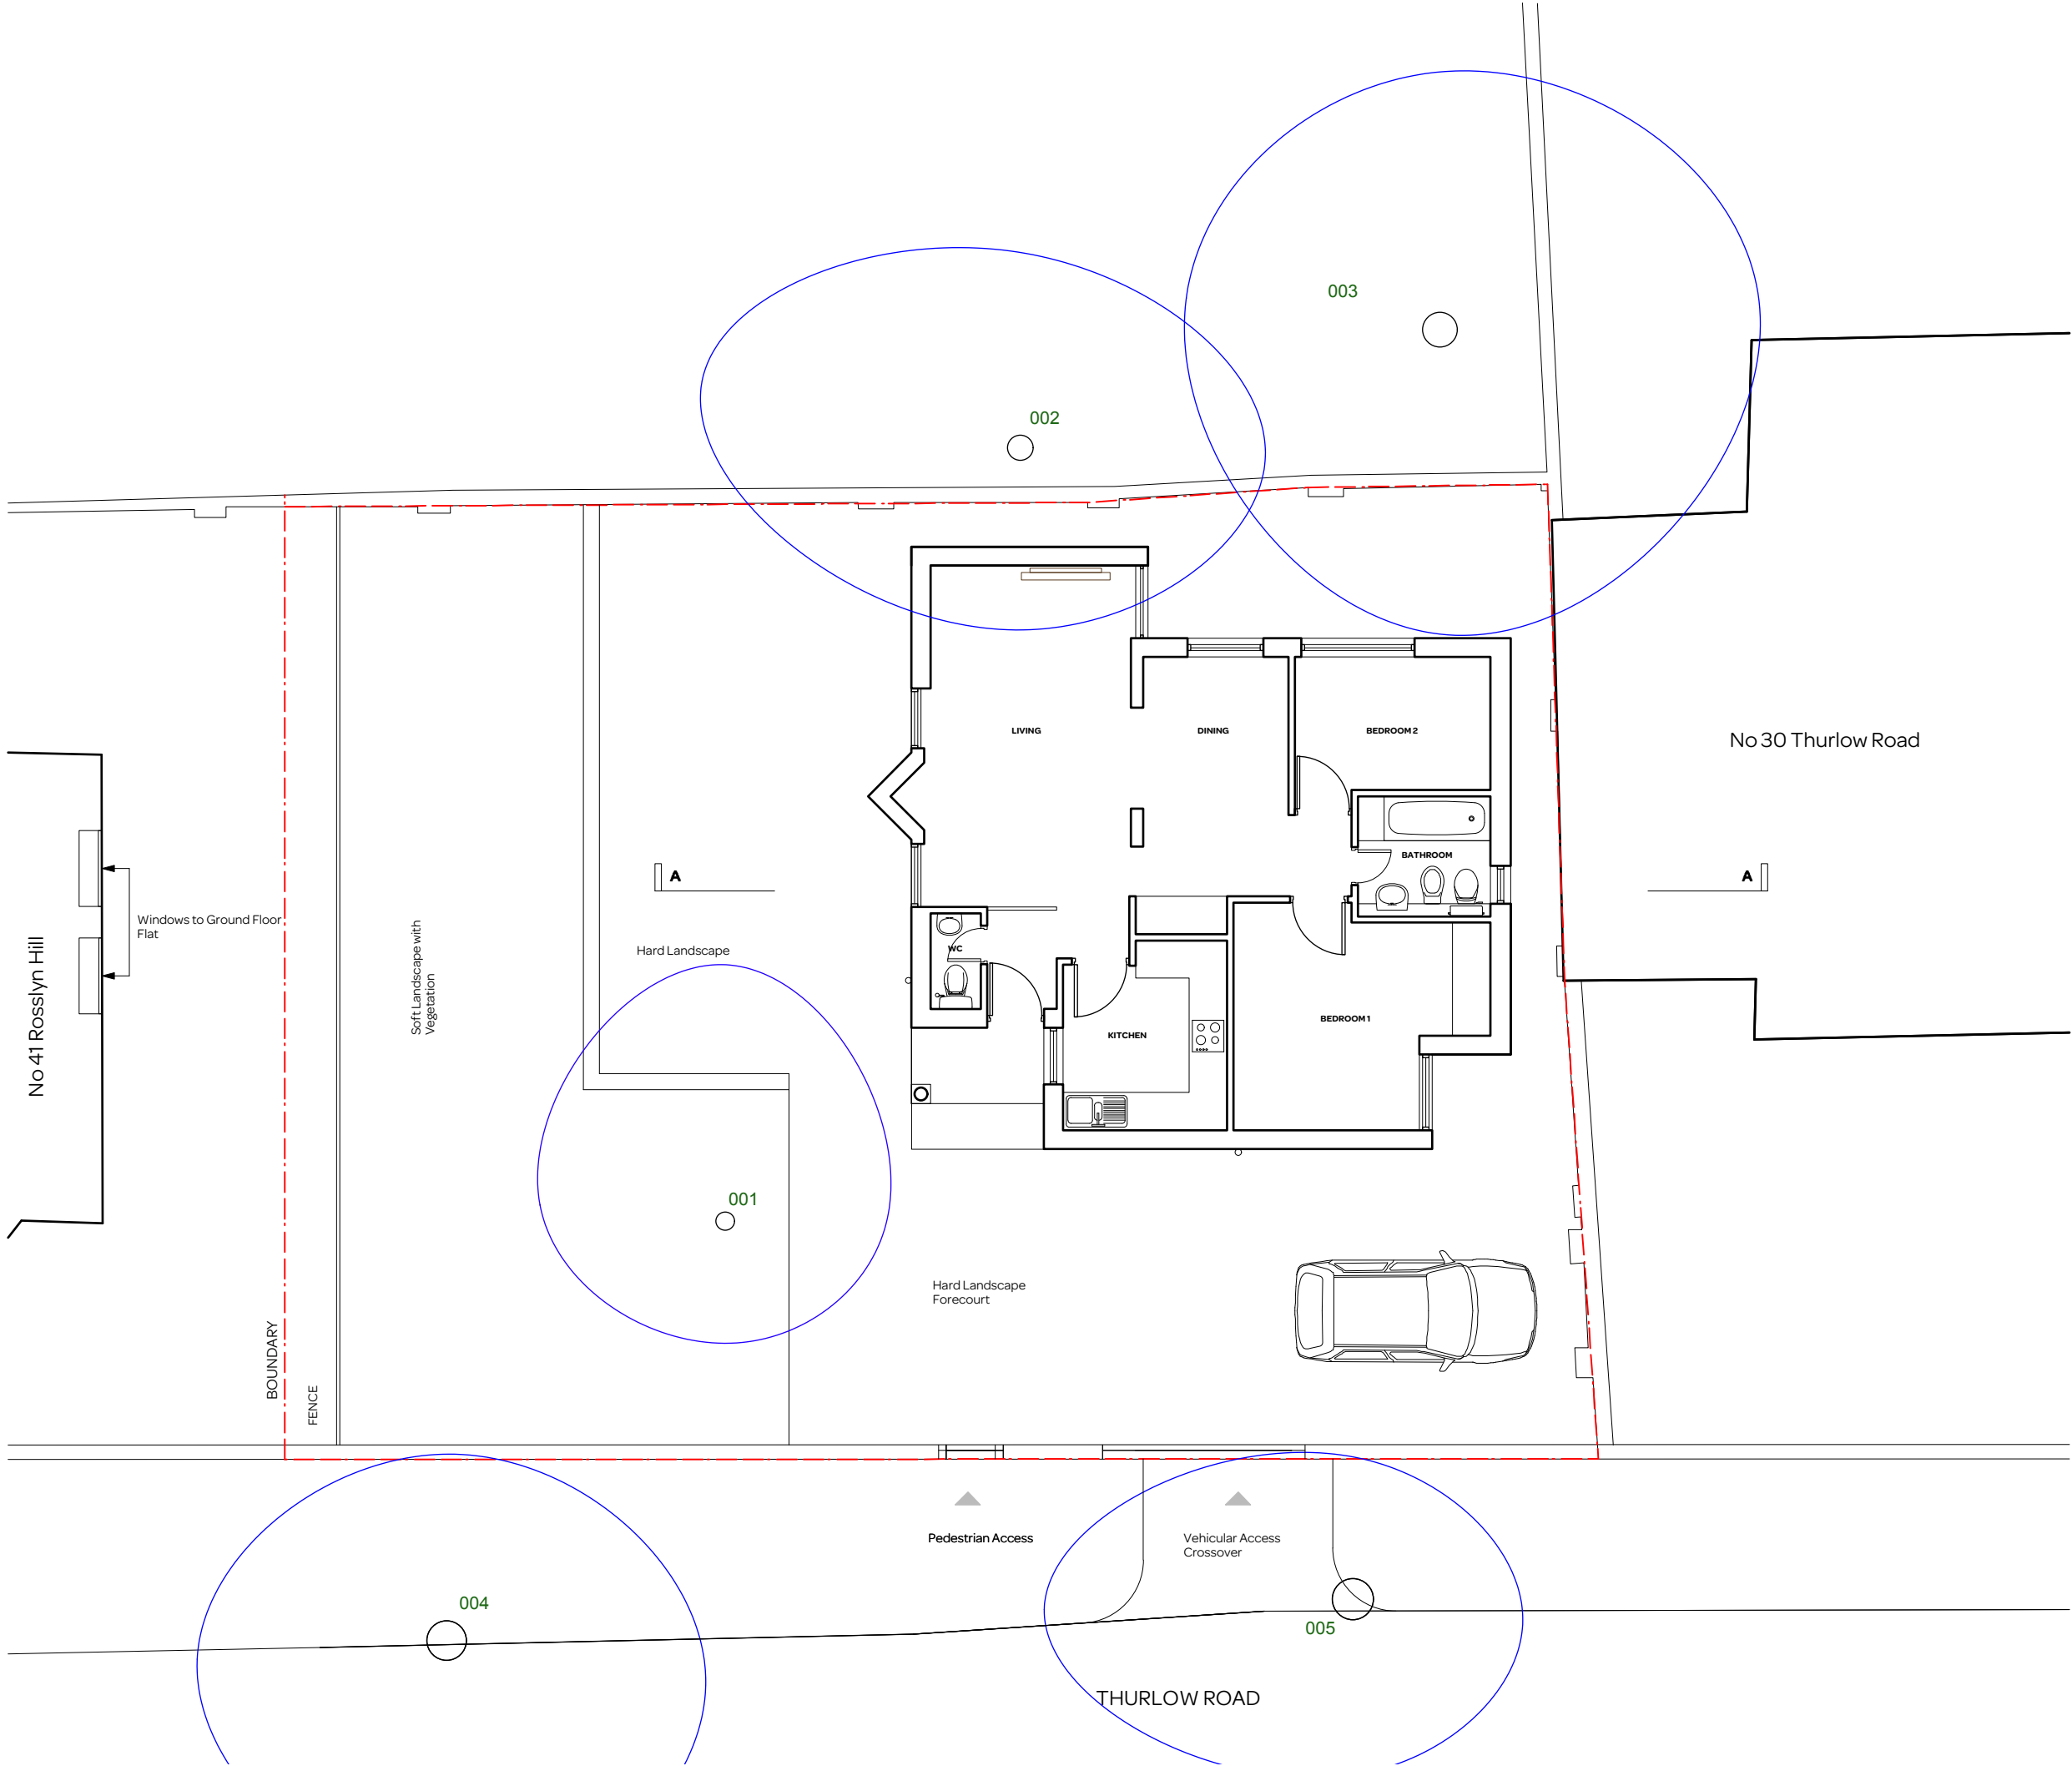 003
002
No 30 Thurlow Road
LIVING
DINING
BEDROOM 2
BATHROOM
A
A
Windows to Ground Floor
Flat
No 41 Rosslyn Hill
Soft Landscape with
Vegetation
Hard Landscape
WC
KITCHEN
BEDROOM 1
001
Hard Landscape
Forecourt
BOUNDARY
FENCE
Pedestrian Access
Vehicular Access
Crossover
004
005
THURLOW ROAD